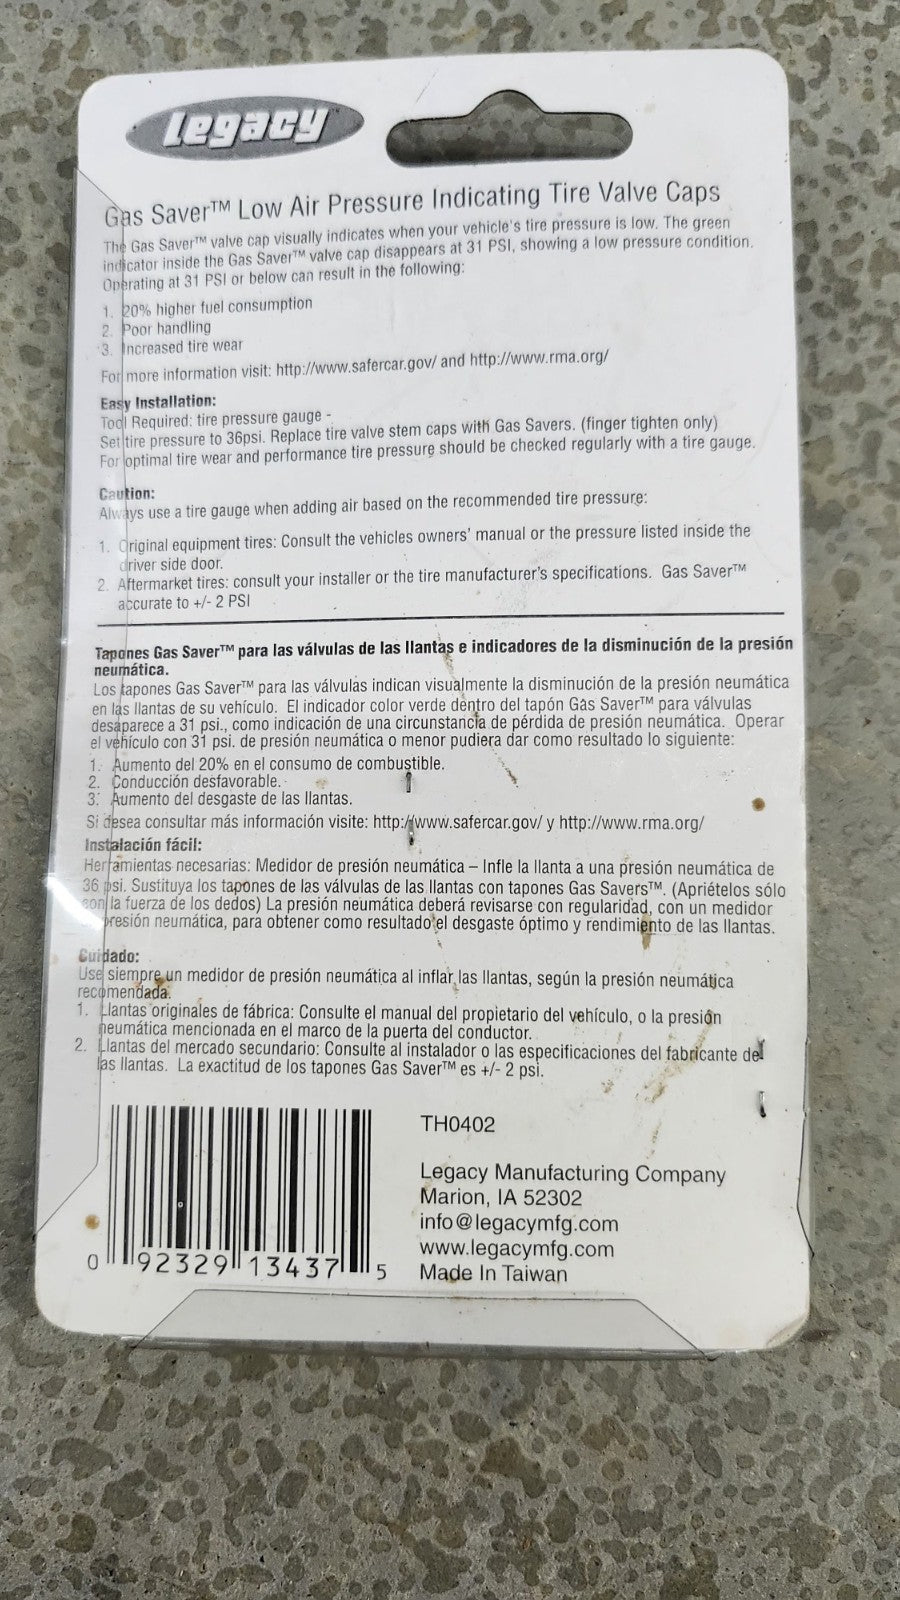 Legacy
Gas Saver™ Low Air Pressure Indicating Tire Valve Caps
The Gas Saver™ valve cap visually indicates when your vehicle's tire pressure is low. The green
indicator inside the Gas Saver™ valve cap disappears at 31 PSI, showing a low pressure condition.
Operating at 31 PSI or below can result in the following:
1. 20% higher fuel consumption
2. Poor handling
3. Increased tire wear
For more information visit: http://www.safercar.gov/ and http://www.rma.org/
Easy Installation:
Tool Required: tire pressure gauge -
Set tire pressure to 36psi. Replace tire valve stem caps with Gas Savers. (finger tighten only)
For optimal tire wear and performance tire pressure should be checked regularly with a tire gauge.
Caution:
Always use a tire gauge when adding air based on the recommended tire pressure:
1. Original equipment tires: Consult the vehicles owners' manual or the pressure listed inside the
driver side door.
2. Aftermarket tires: consult your installer or the tire manufacturer's specifications. Gas Saver™
accurate to +/- 2 PSI
Tapones Gas Saver™ para las válvulas de las llantas e indicadores de la disminución de la presión
neumática.
Los tapones Gas Saver™ para las válvulas indican visualmente la disminución de la presión neumática
en las llantas de su vehículo. El indicador color verde dentro del tapón Gas Saver™ para válvulas
desaparece a 31 psi., como indicación de una circunstancia de pérdida de presión neumática. Operar
el vehículo con 31 psi. de presión neumática o menor pudiera dar como resultado lo siguiente:
1. Aumento del 20% en el consumo de combustible.
2. Conducción desfavorable.
3. Aumento del desgaste de las llantas.
Si desea consultar más información visite: http://www.safercar.gov/ y http://www.rma.org/
Instalación fácil:
Herramientas necesarias: Medidor de presión neumática – Infle la llanta a una presión neumática de
36 psi. Sustituya los tapones de las válvulas de las llantas con tapones Gas Savers™. (Apriételos sólo
con la fuerza de los dedos) La presión neumática deberá revisarse con regularidad, con un medidor
presión neumática, para obtener como resultado el desgaste óptimo y rendimiento de las llantas.
Cuidado:
Use siempre un medidor de presión neumática al inflar las llantas, según la presión neumática
recomendada.
1. Llantas originales de fábrica: Consulte el manual del propietario del vehículo, o la presión
neumática mencionada en el marco de la puerta del conductor.
2. Llantas del mercado secundario: Consulte al instalador o las especificaciones del fabricante de
las llantas. La exactitud de los tapones Gas Saver™ es +/- 2 psi.
0 92329 13437 5
TH0402
Legacy Manufacturing Company
Marion, IA 52302
info@legacymfg.com
www.legacymfg.com
Made In Taiwan